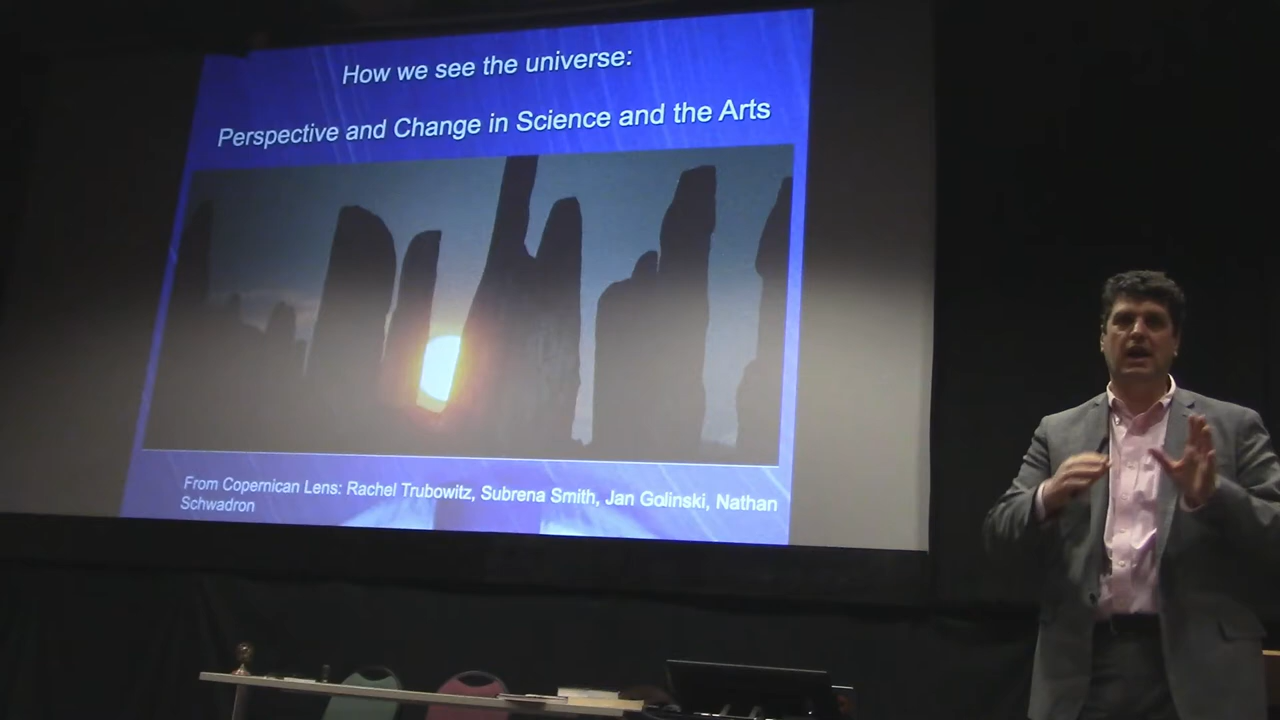 How we see the universe:
Perspective and Change in Science and the Arts
From Copernican Lens: Rachel Trubowitz, Subrena Smith, Jan Golinski, Nathan
Schwadron